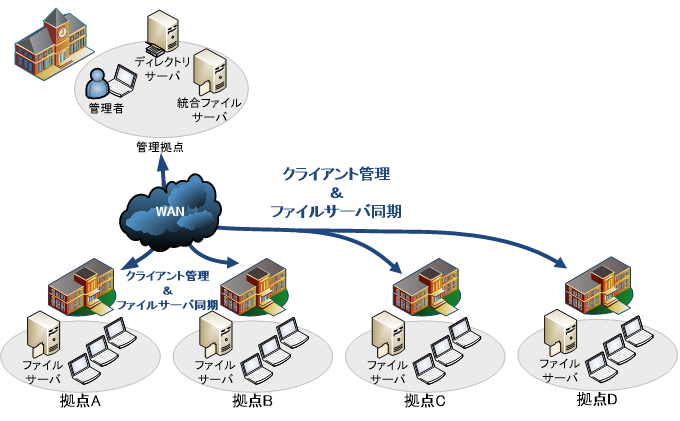 ディレクトリ
サーバ
管理者
統合ファイル
サーバ
管理拠点
クライアント管理
&
ファイルサーバ同期
WAN
クライアント管理
&
ファイルサーバ同期
ファイル
サーバ
ファイル
サーバ
ファイル
サーバ
ファイル
サーバ
拠点A
拠点B
拠点C
拠点D